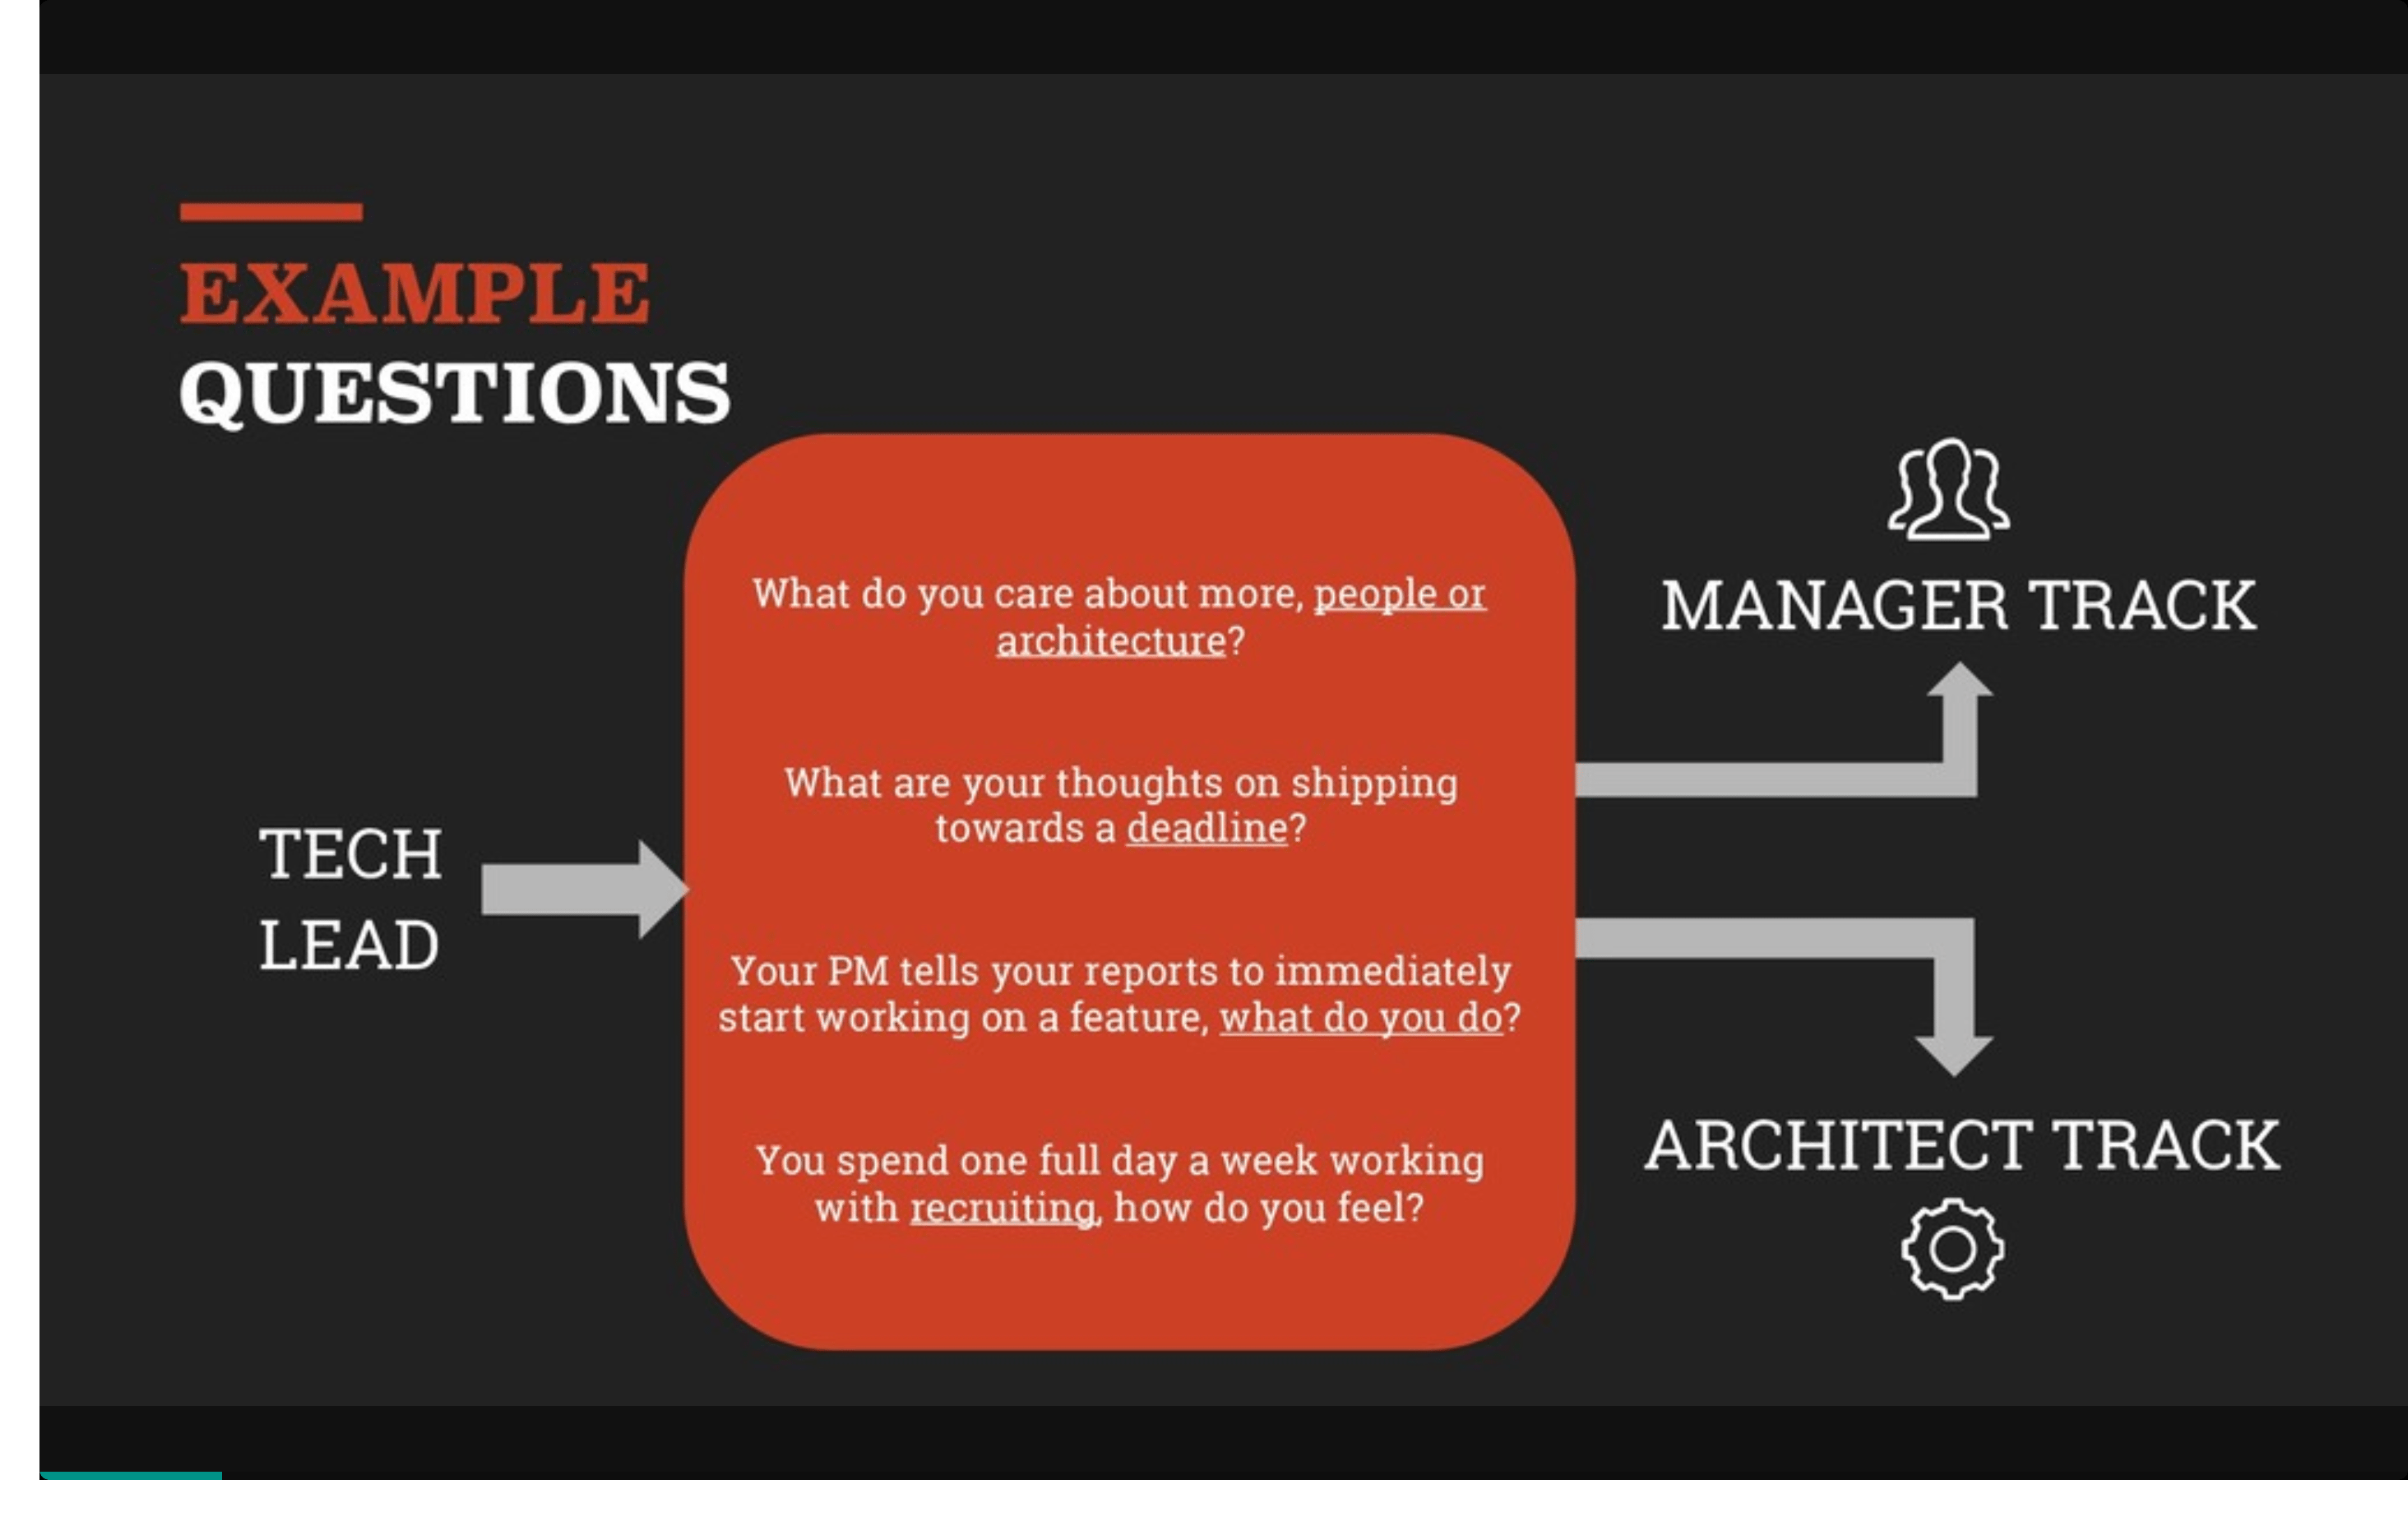 EXAMPLE
QUESTIONS
TECH
LEAD
What do you care about more, people or
architecture?
What are your thoughts on shipping
towards a deadline?
Your PM tells your reports to immediately
start working on a feature, what do you do?
You spend one full day a week working
with recruiting, how do you feel?
MANAGER TRACK
ARCHITECT TRACK